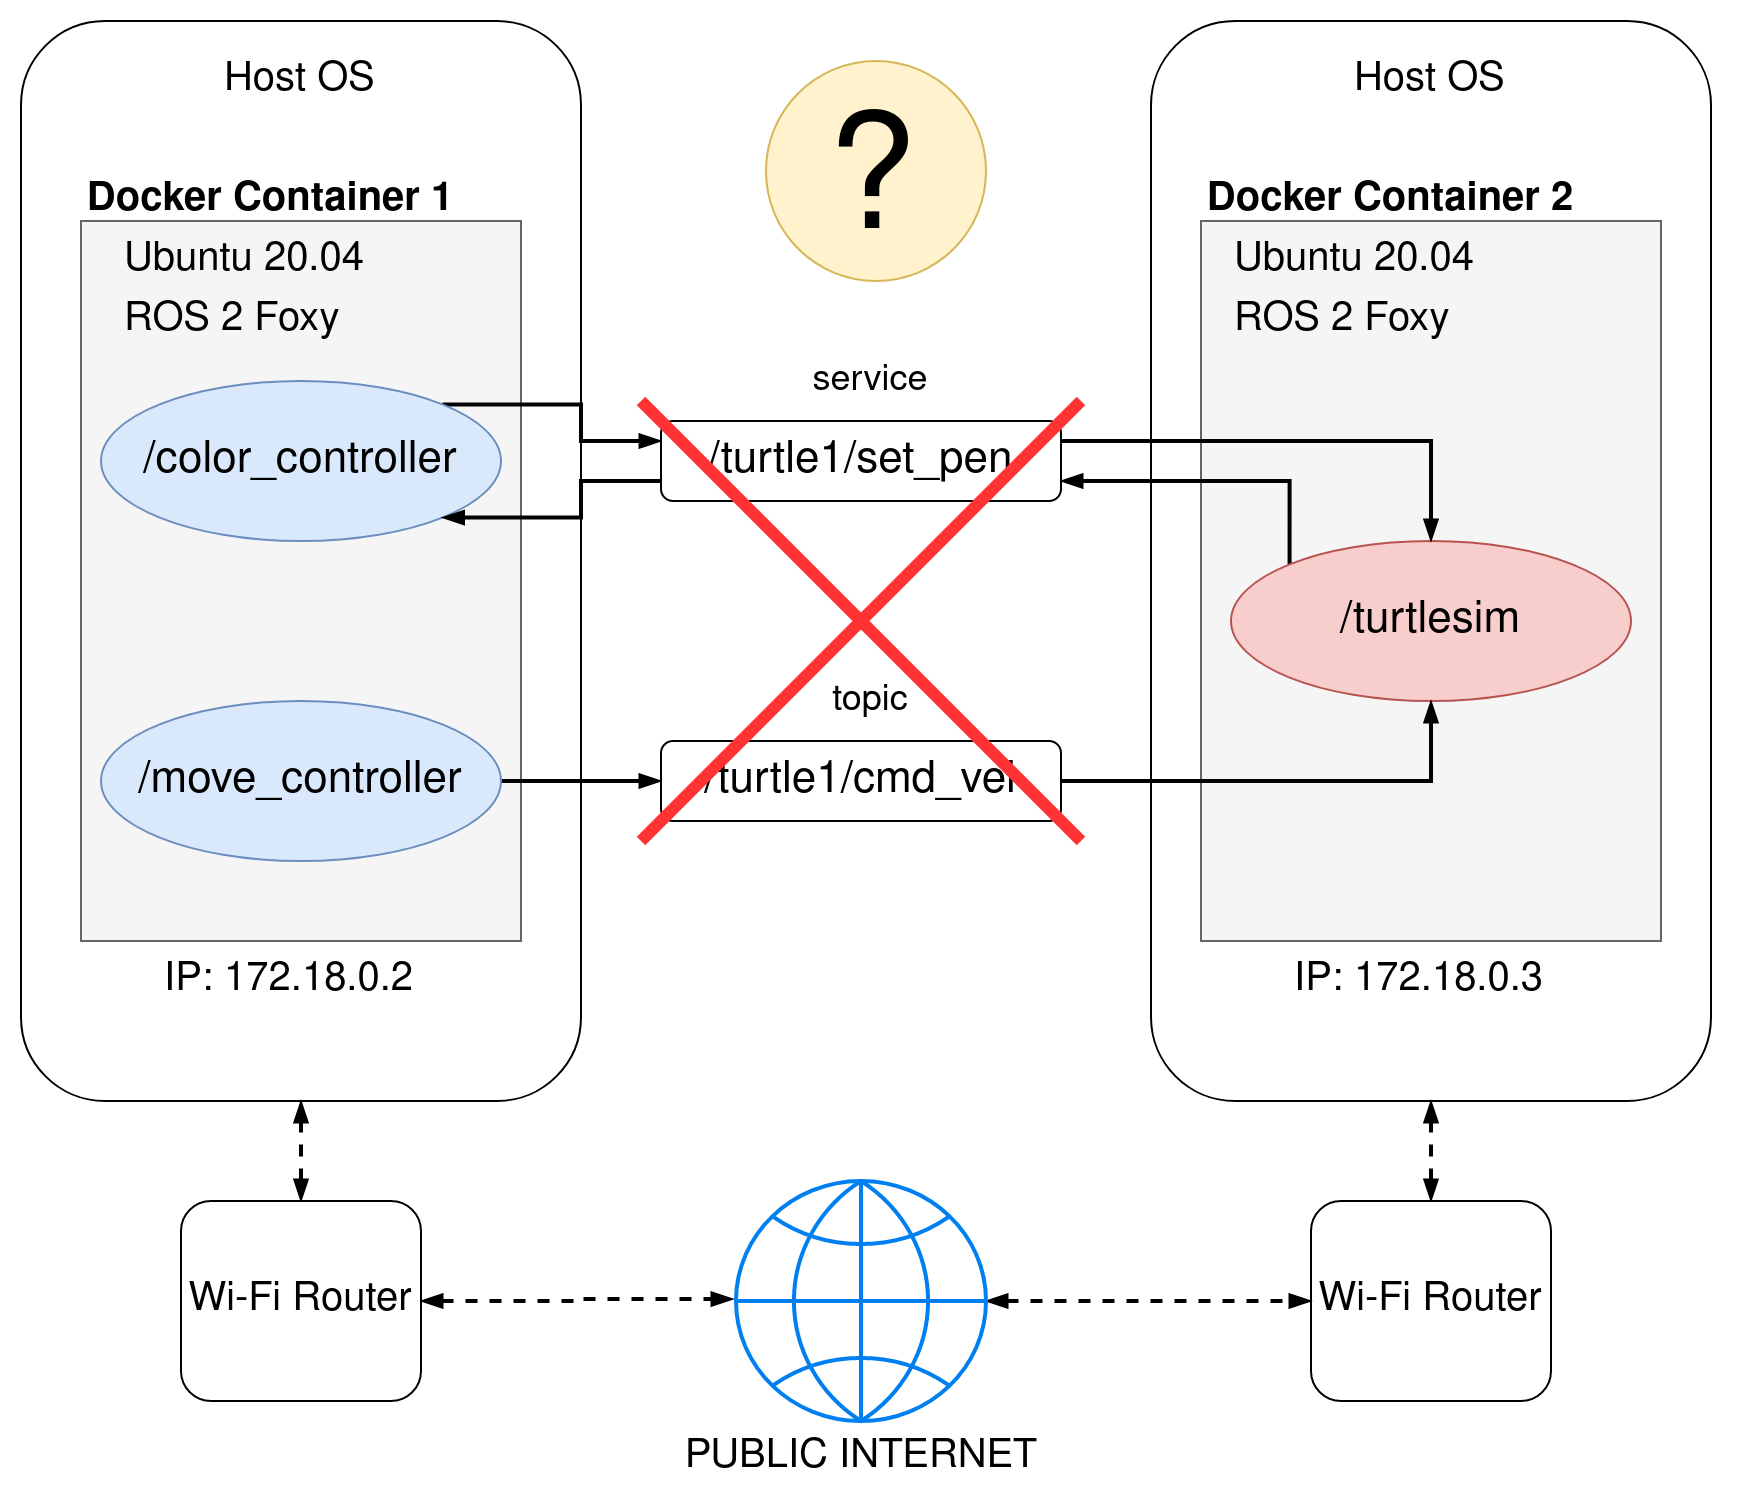 Host OS
Docker Container 1
Ubuntu 20.04
ROS 2 Foxy
/color_controller
/move_controller
IP: 172.18.0.2
?
service
/turtle1/set_pen
topic
/turtle1/cmd_vel
Host OS
Docker Container 2
Ubuntu 20.04
ROS 2 Foxy
/turtlesim
IP: 172.18.0.3
Wi-Fi Router
PUBLIC INTERNET
Wi-Fi Router